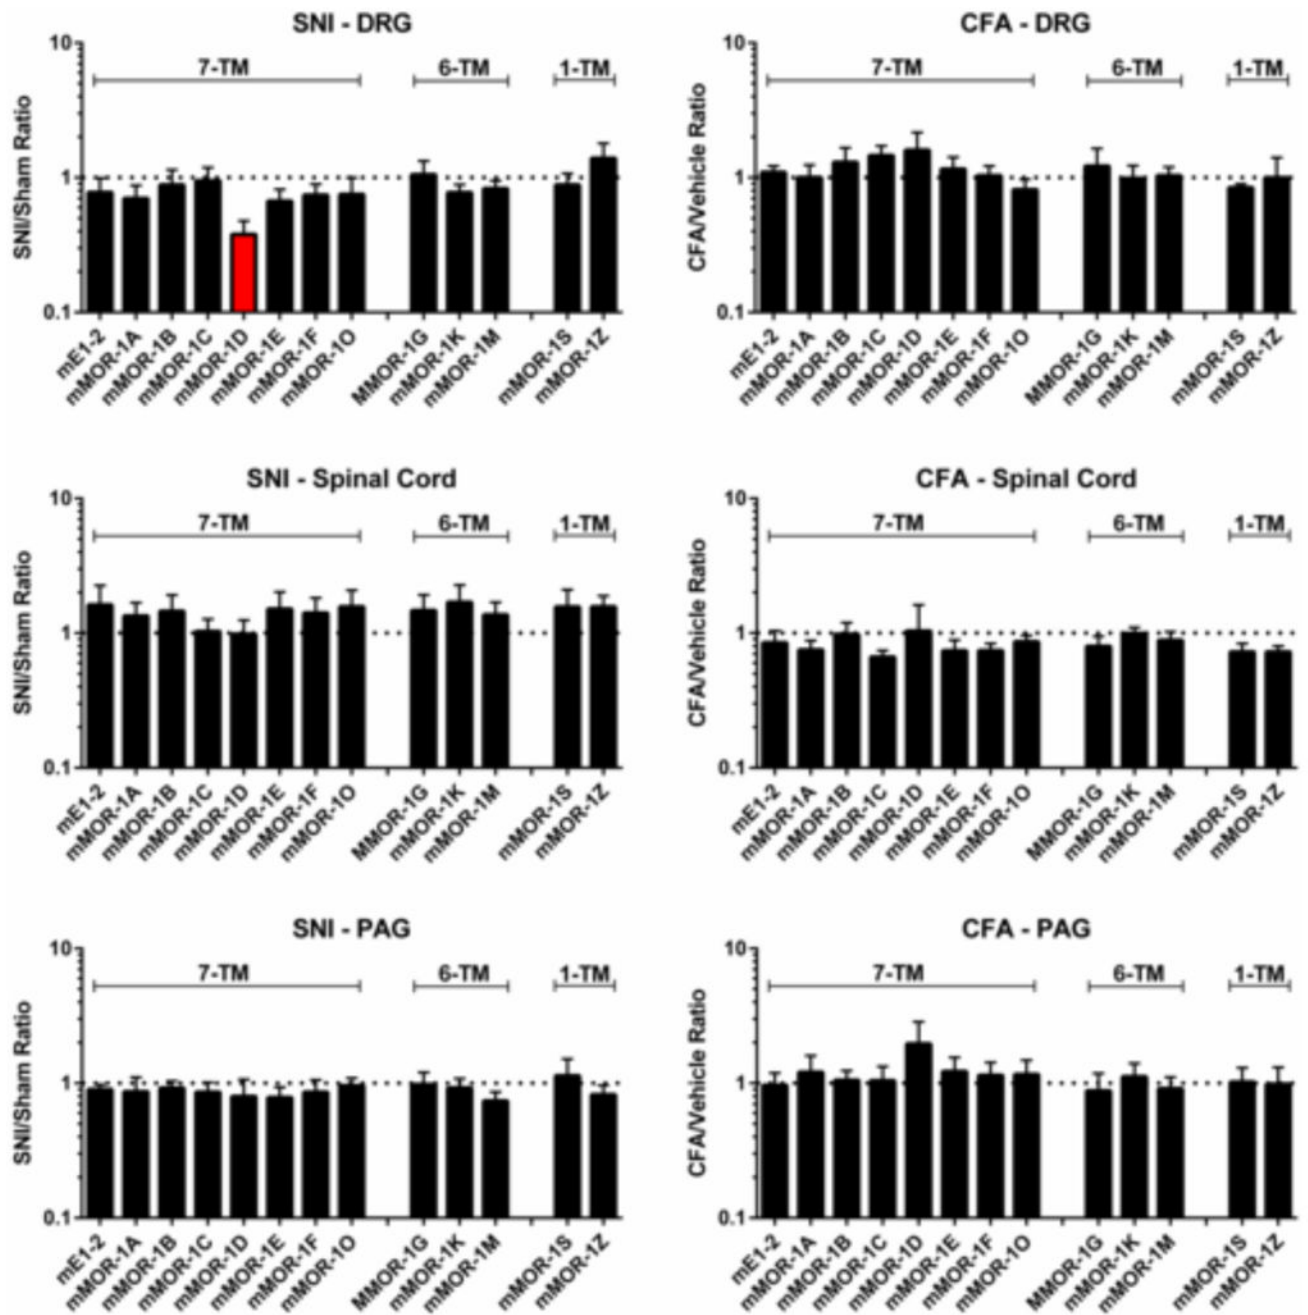 SNI - DRG
10
1
0.1
SNI/Sham Ratio
7-TM
6-TM
1-TM
mE1-2
mMOR-1A
mMOR-1B
mMOR-1C
mMOR-1D
mMOR-1E
mMOR-1F
mMOR-1O
MMOR-1G
mMOR-1K
mMOR-1M
mMOR-1S
mMOR-1Z
CFA - DRG
10
1
0.1
CFA/Vehicle Ratio
7-TM
6-TM
1-TM
mE1-2
mMOR-1A
mMOR-1B
mMOR-1C
mMOR-1D
mMOR-1E
mMOR-1F
mMOR-1O
MMOR-1G
mMOR-1K
mMOR-1M
mMOR-1S
mMOR-1Z
SNI - Spinal Cord
10
1
0.1
SNI/Sham Ratio
7-TM
6-TM
1-TM
mE1-2
mMOR-1A
mMOR-1B
mMOR-1C
mMOR-1D
mMOR-1E
mMOR-1F
mMOR-1O
MMOR-1G
mMOR-1K
mMOR-1M
mMOR-1S
mMOR-1Z
CFA - Spinal Cord
10
1
0.1
CFA/Vehicle Ratio
7-TM
6-TM
1-TM
mE1-2
mMOR-1A
mMOR-1B
mMOR-1C
mMOR-1D
mMOR-1E
mMOR-1F
mMOR-1O
MMOR-1G
mMOR-1K
mMOR-1M
mMOR-1S
mMOR-1Z
SNI - PAG
10
1
0.1
SNI/Sham Ratio
7-TM
6-TM
1-TM
mE1-2
mMOR-1A
mMOR-1B
mMOR-1C
mMOR-1D
mMOR-1E
mMOR-1F
mMOR-1O
MMOR-1G
mMOR-1K
mMOR-1M
mMOR-1S
mMOR-1Z
CFA - PAG
10
1
0.1
CFA/Vehicle Ratio
7-TM
6-TM
1-TM
mE1-2
mMOR-1A
mMOR-1B
mMOR-1C
mMOR-1D
mMOR-1E
mMOR-1F
mMOR-1O
MMOR-1G
mMOR-1K
mMOR-1M
mMOR-1S
mMOR-1Z